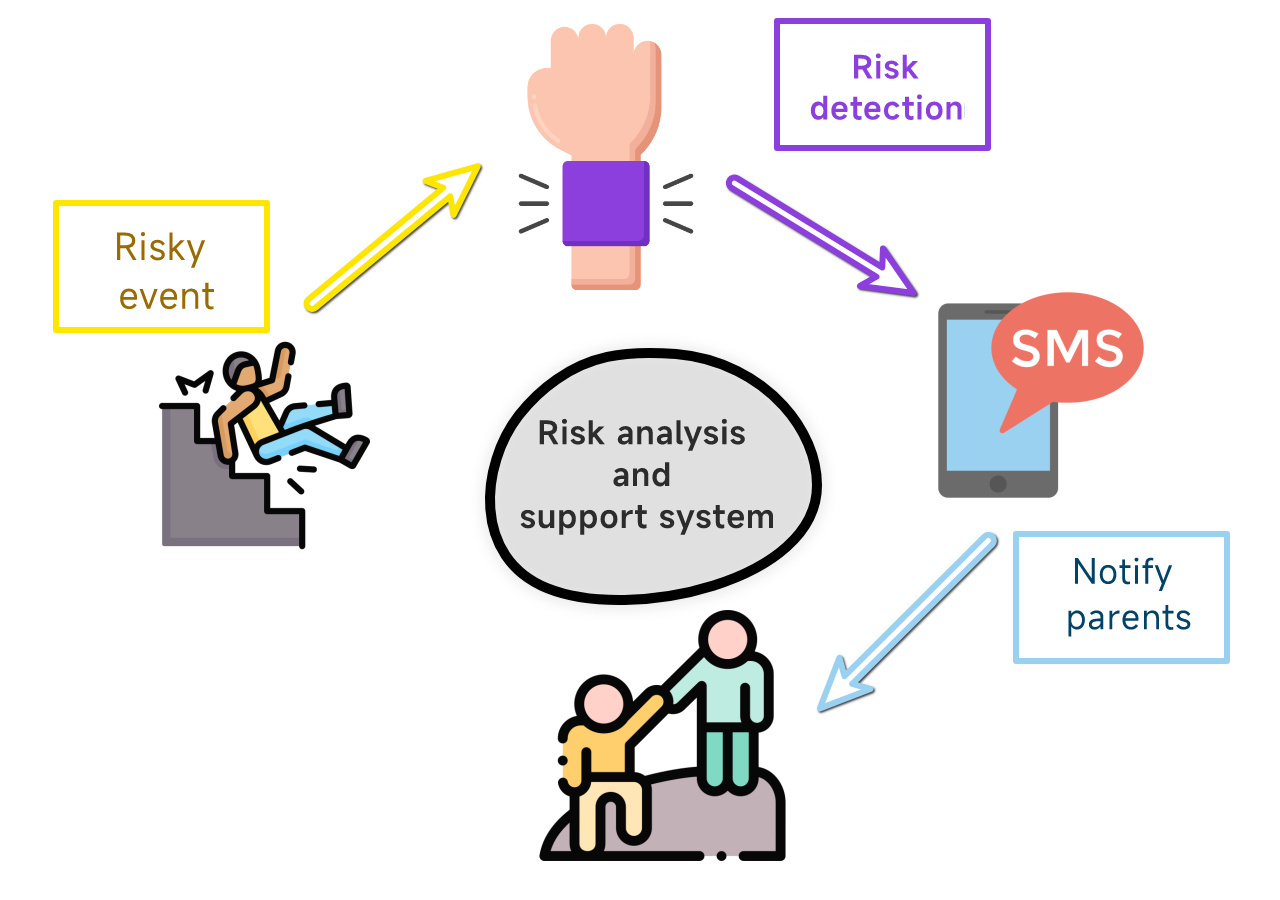 Risk
detection
Risky
event
SMS
Risk analysis
and
support system
Notify
parents